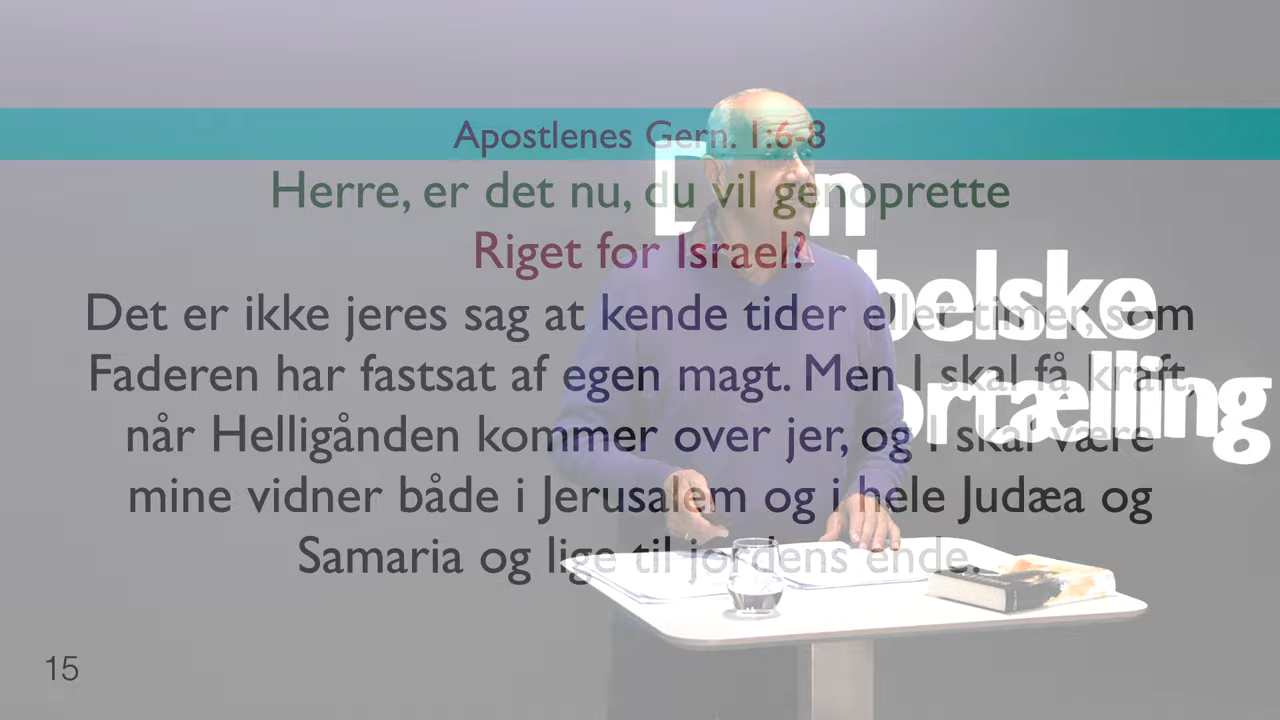 Apostlenes Gern. 1:6-8
Herre, er det nu, du vil genoprette
Riget for Israel?
Det er ikke jeres sag at kende tider eller timer, som
Faderen har fastsat af egen magt. Men I skal få kraft,
når Helligånden kommer over jer, og I skal være
mine vidner både i Jerusalem og i hele Judæa og
Samaria og lige til jordens ende.
Den
belske
ortælling
15